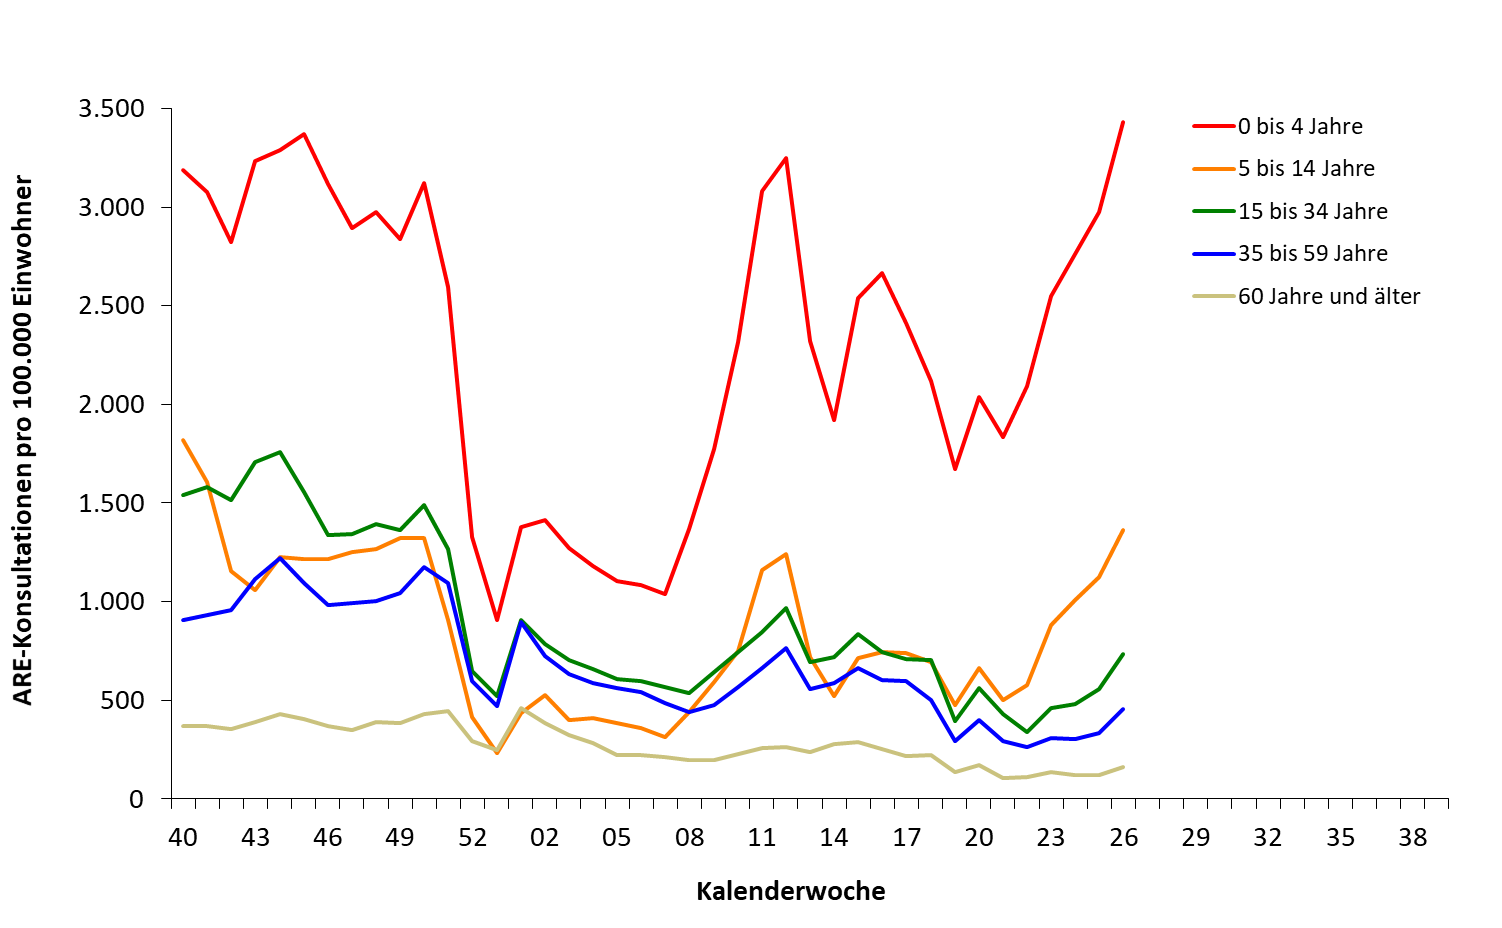 3.500
3.000
2.500
2.000
1.500
1.000
500
0
ARE-Konsultationen pro 100.000 Einwohner
40 43 46 49 52 02 05 08 11 14 17 20 23 26 29 32 35 38
Kalenderwoche
0 bis 4 Jahre
5 bis 14 Jahre
15 bis 34 Jahre
35 bis 59 Jahre
60 Jahre und älter